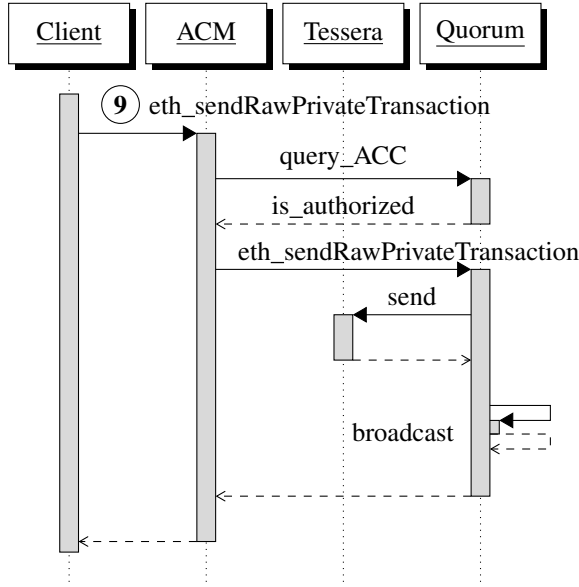 Client ACM Tessera Quorum
9 eth_sendRawPrivateTransaction
query_ACC
is_authorized
eth_sendRawPrivateTransaction
send
broadcast